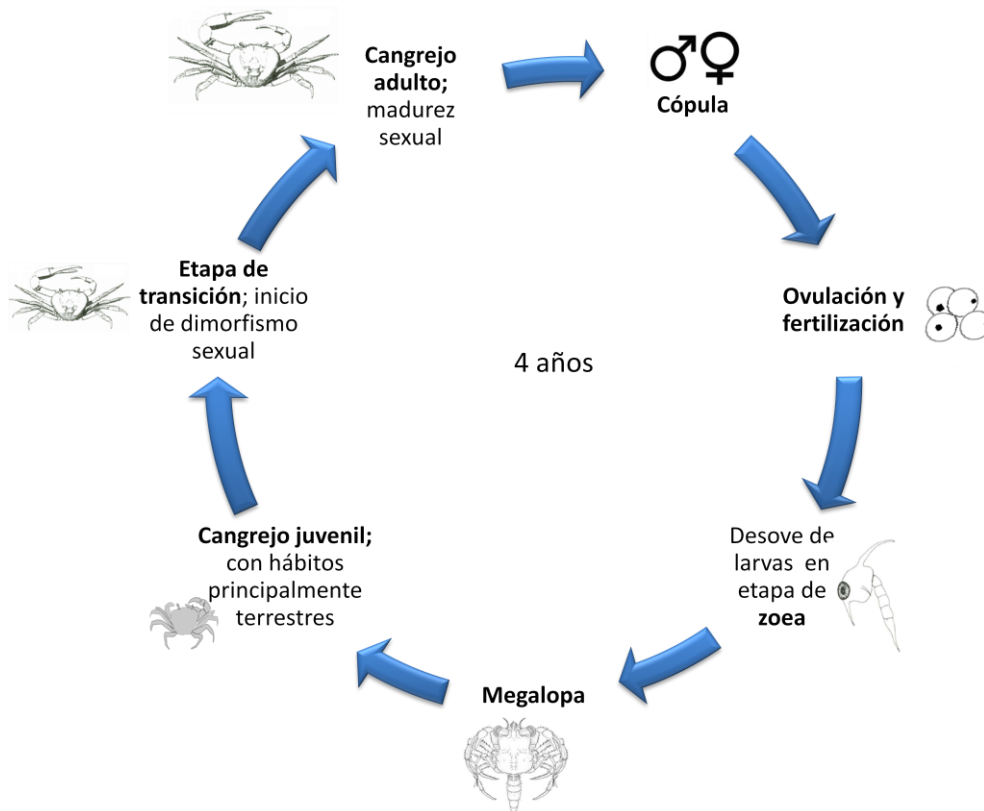 Cangrejo
adulto;
madurez
sexual
♂♀
Cópula
Ovulación y
fertilización
Desove de
larvas en
etapa de
zoea
Megalopa
Cangrejo juvenil;
con hábitos
principalmente
terrestres
Etapa de
transición; inicio
de dimorfismo
sexual
4 años